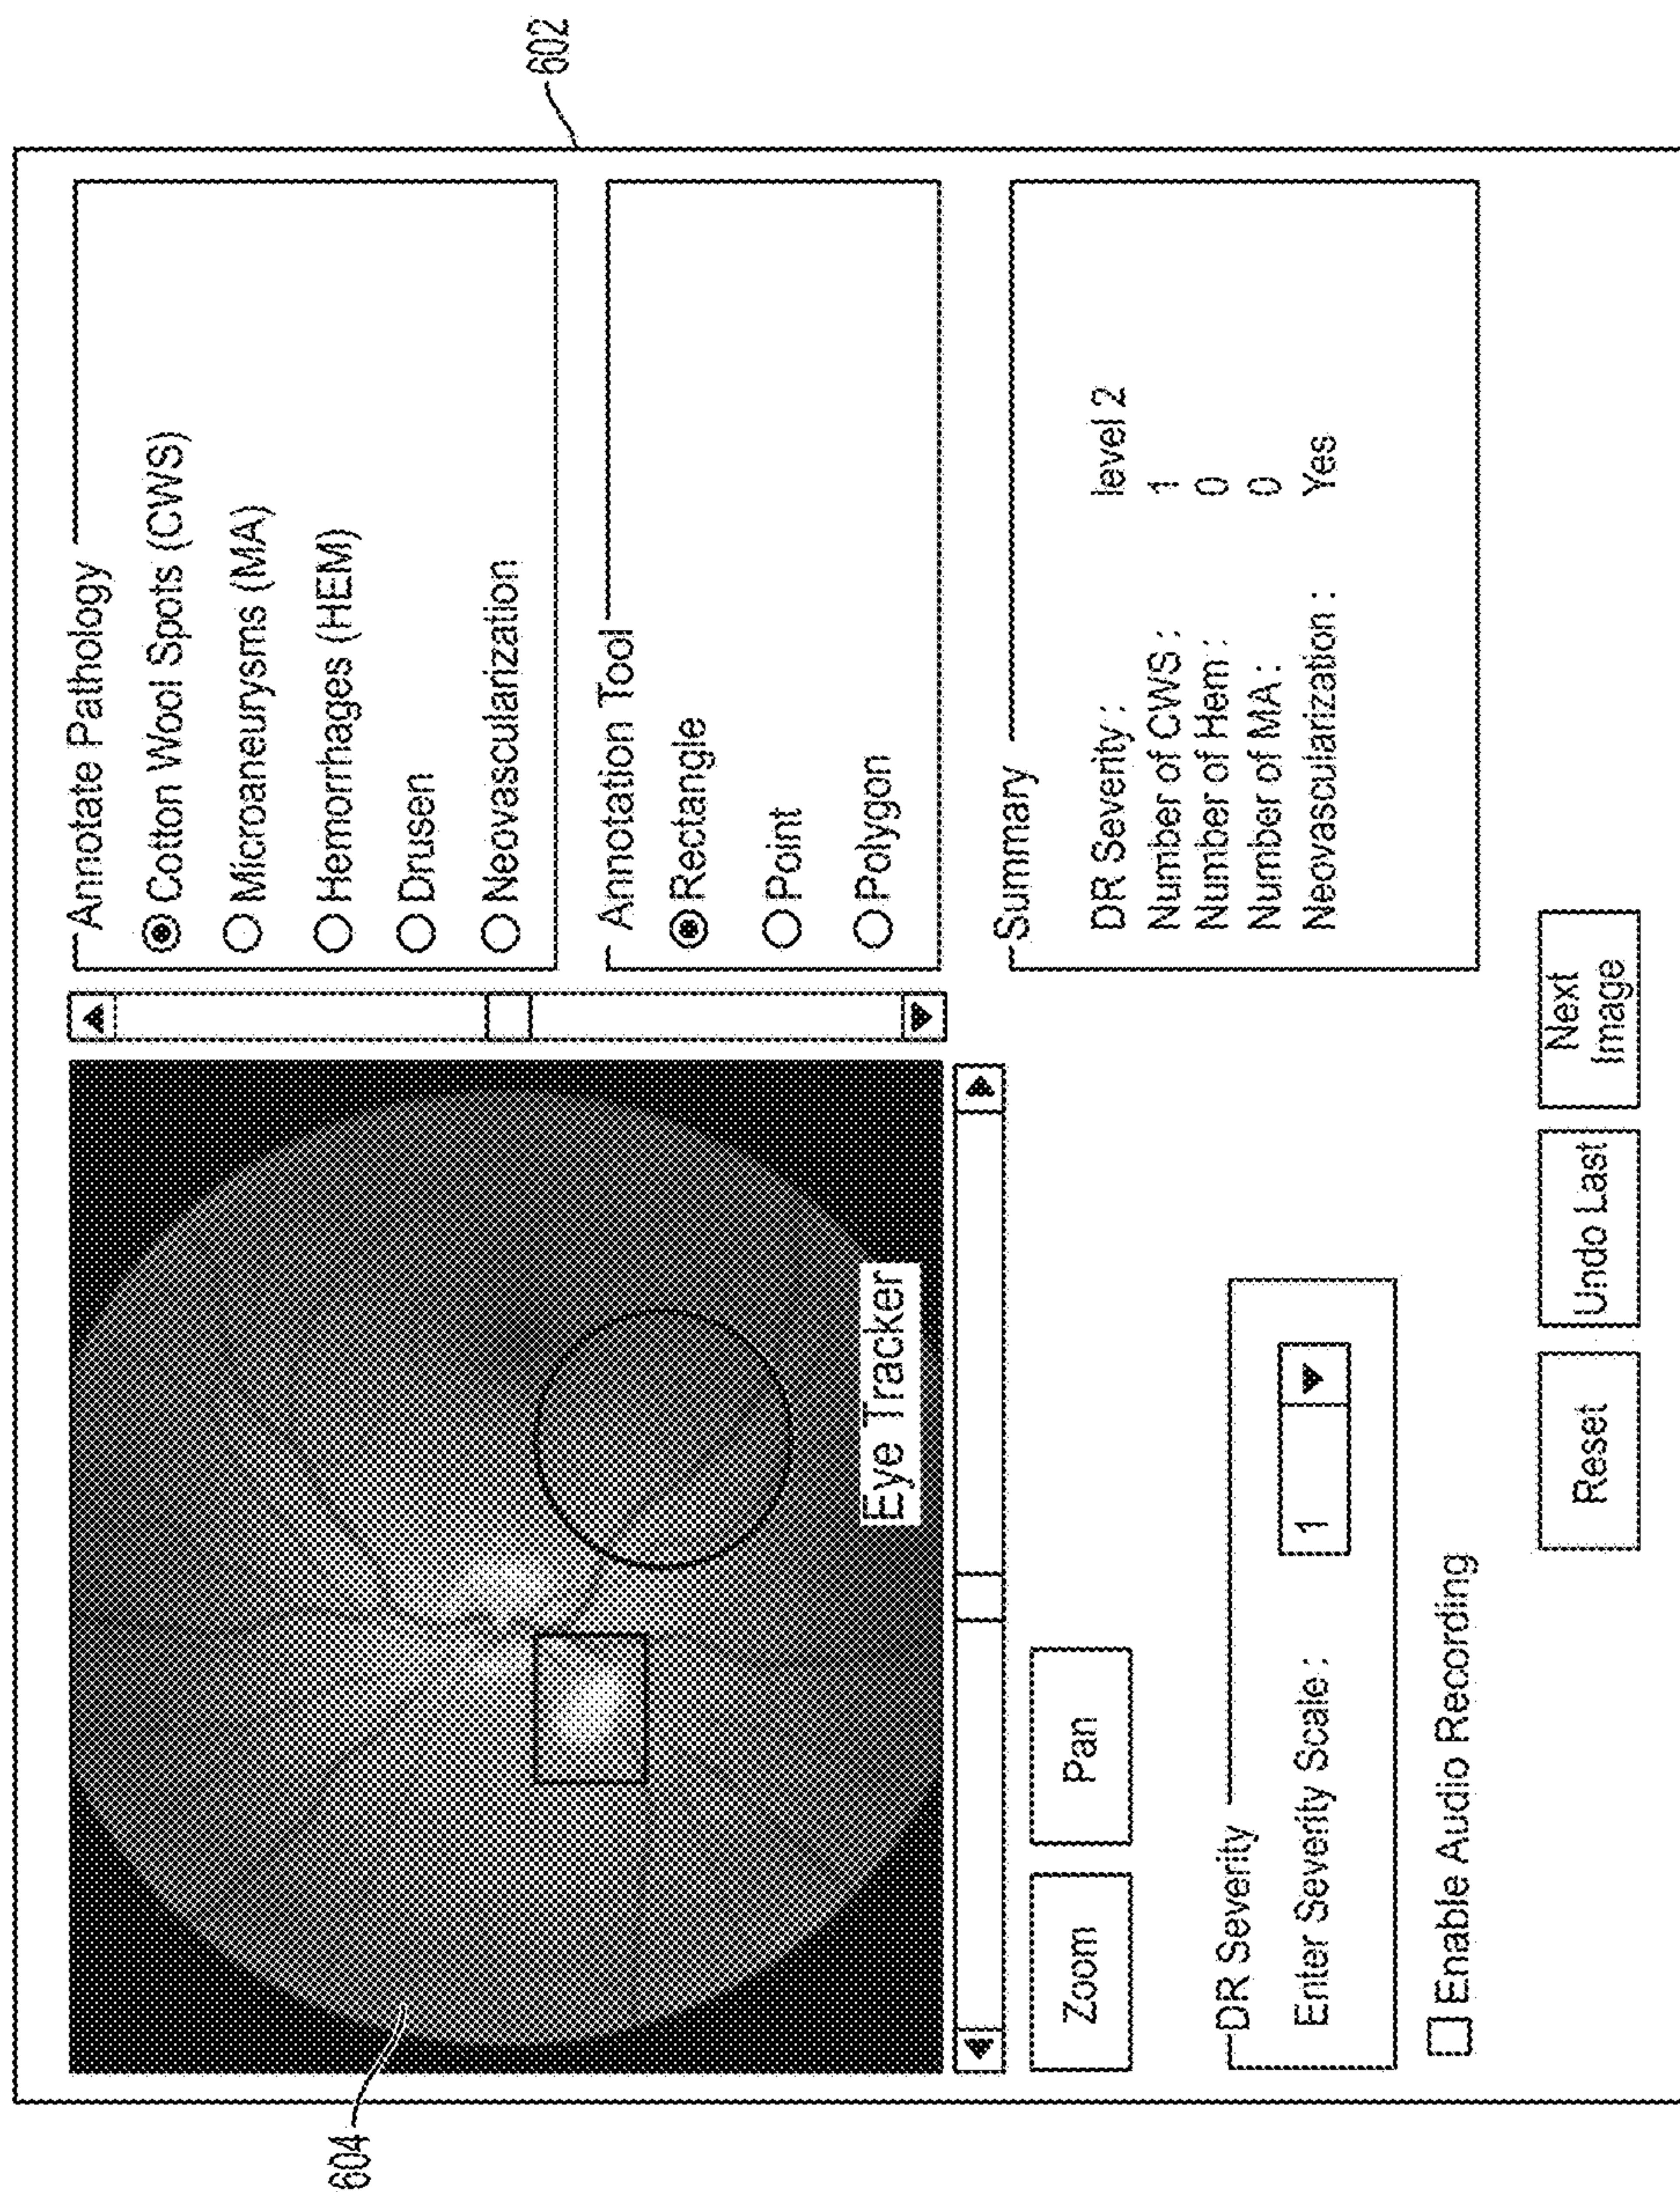 602
604
Eye Tracker
Zoom
Pan
DR Severity
Enter Severity Scale :
1
Enable Audio Recording
Annotate Pathology
Cotton Wool Spots (CWS)
Microaneurysms (MA)
Hemorrhages (HEM)
Drusen
Neovascularization
Annotation Tool
Rectangle
Point
Polygon
Summary
DR Severity : level 2
Number of CWS : 1
Number of Hem : 0
Number of MA : 0
Neovascularization : Yes
Reset
Undo Last
Next
Image